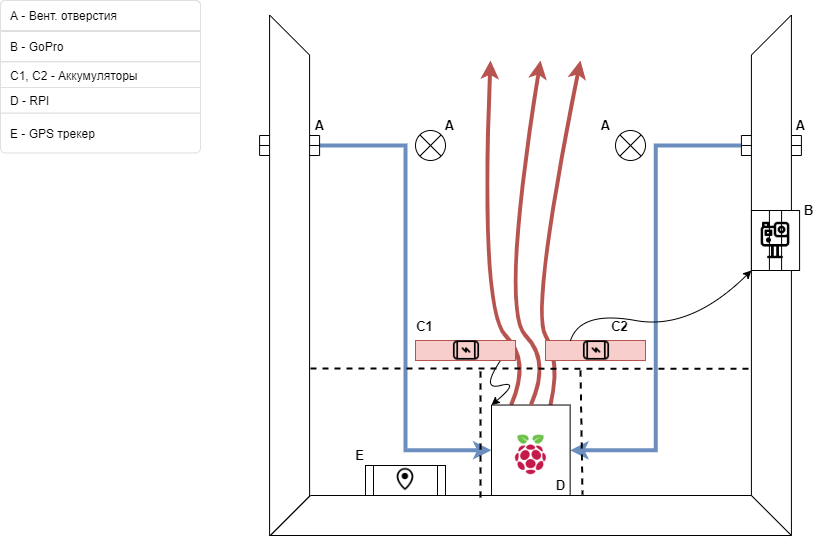 A - Вент. отверстия
B - GoPro
C1, C2 - Аккумуляторы
D - RPI
E - GPS трекер
A
A
A
A
B
C1
C2
E
D